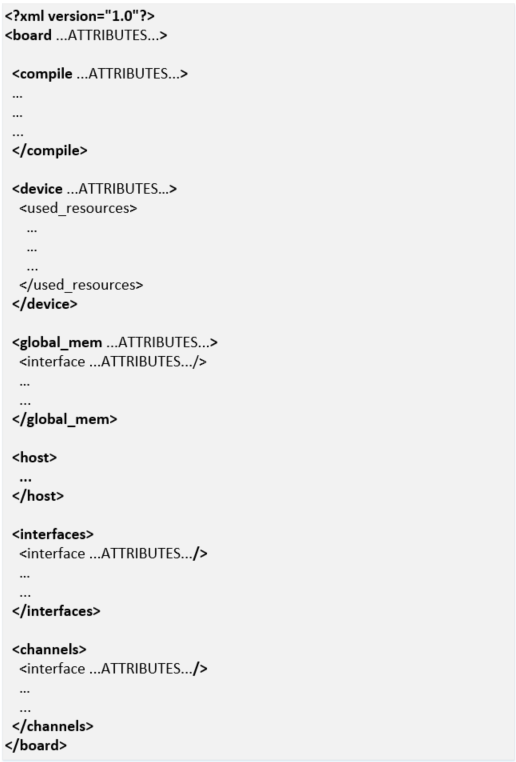 <?xml version="1.0"?>
<board ...ATTRIBUTES...>
<compile ...ATTRIBUTES...>
...
...
...
</compile>
<device ...ATTRIBUTES...>
<used_resources>
...
...
...
</used_resources>
</device>
<global_mem ...ATTRIBUTES...>
<interface ...ATTRIBUTES.../>
...
...
</global_mem>
<host>
...
</host>
<interfaces>
<interface ...ATTRIBUTES.../>
...
...
</interfaces>
<channels>
<interface ...ATTRIBUTES.../>
...
...
</channels>
</board>